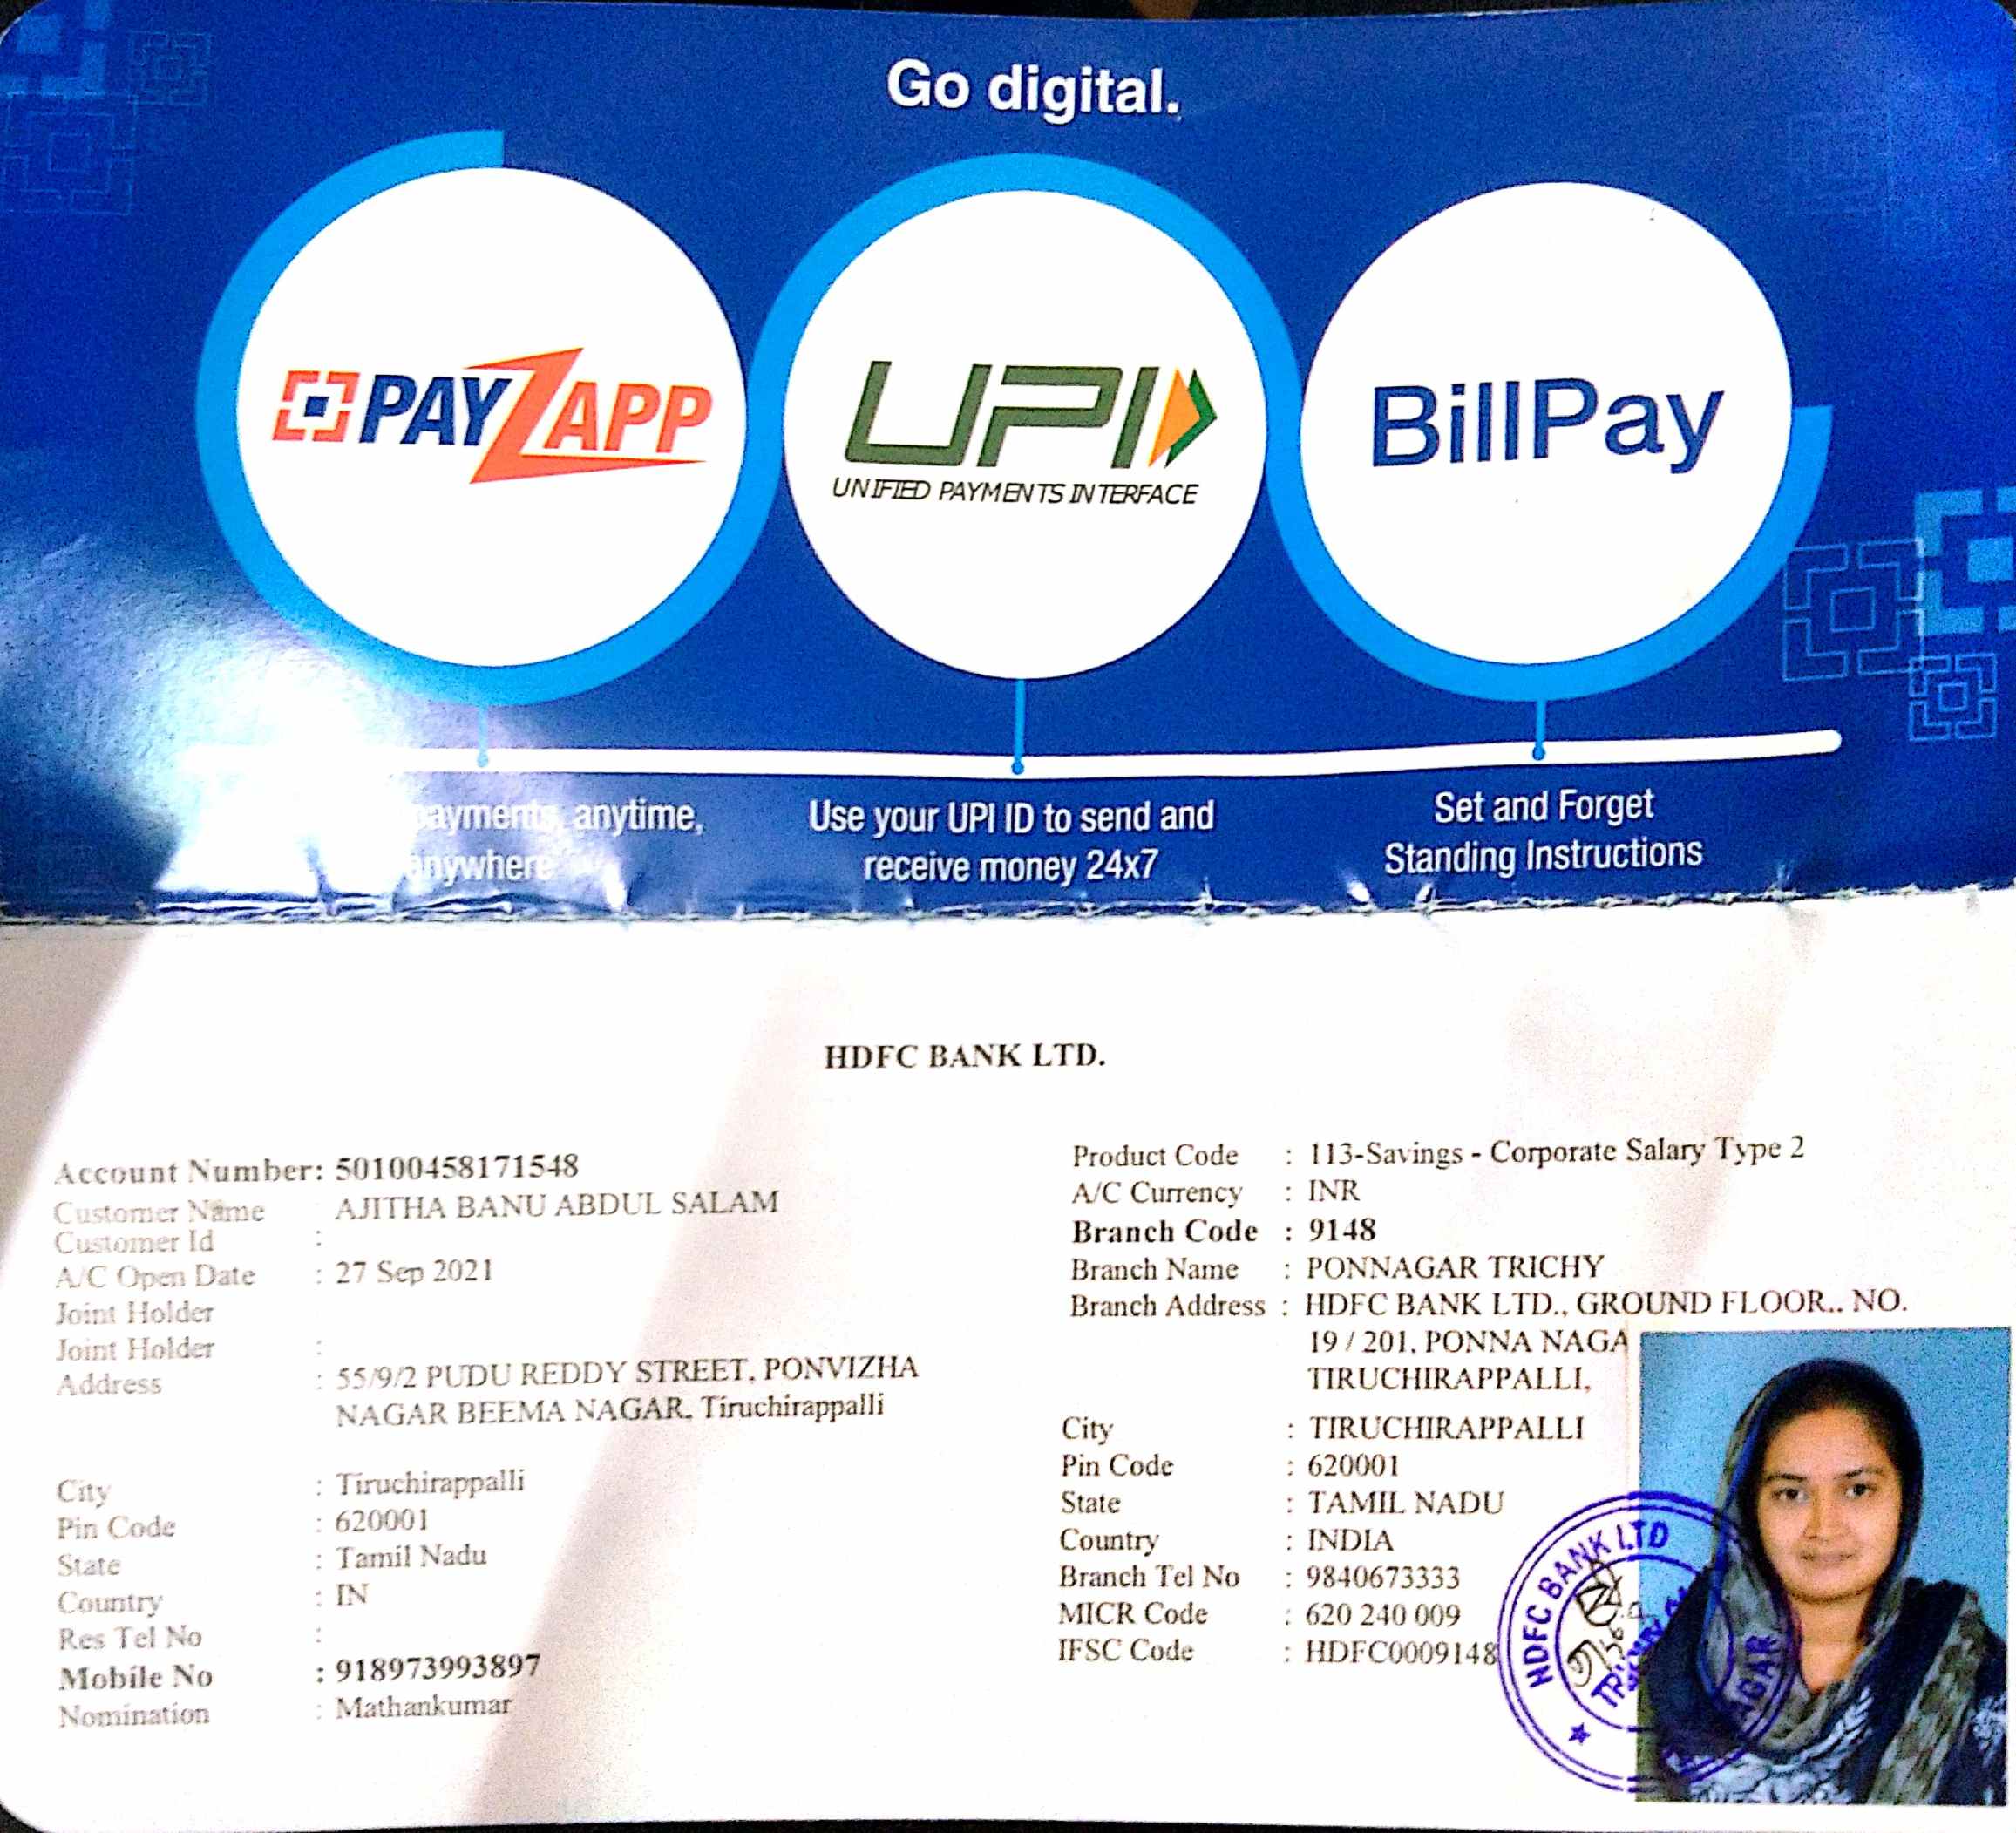 Go digital.
PAYZAPP
UPI
UNIFIED PAYMENTS INTERFACE
BillPay
payments, anytime,
anywhere
Use your UPI ID to send and
receive money 24x7
Set and Forget
Standing Instructions
HDFC BANK LTD.
Account Number: 50100458171548
Customer Name AJITHA BANU ABDUL SALAM
Customer Id :
A/C Open Date : 27 Sep 2021
Joint Holder
Joint Holder :
Address : 55/9/2 PUDU REDDY STREET, PONVIZHA
NAGAR BEEMA NAGAR, Tiruchirappalli
City : Tiruchirappalli
Pin Code : 620001
State : Tamil Nadu
Country : IN
Res Tel No :
Mobile No : 918973993897
Nomination : Mathankumar
Product Code : 113-Savings - Corporate Salary Type 2
A/C Currency : INR
Branch Code : 9148
Branch Name : PONNAGAR TRICHY
Branch Address : HDFC BANK LTD., GROUND FLOOR.. NO.
19 / 201, PONNA NAGA
TIRUCHIRAPPALLI,
City : TIRUCHIRAPPALLI
Pin Code : 620001
State : TAMIL NADU
Country : INDIA
Branch Tel No : 9840673333
MICR Code : 620 240 009
IFSC Code : HDFC0009148
HDFC BANK LTD